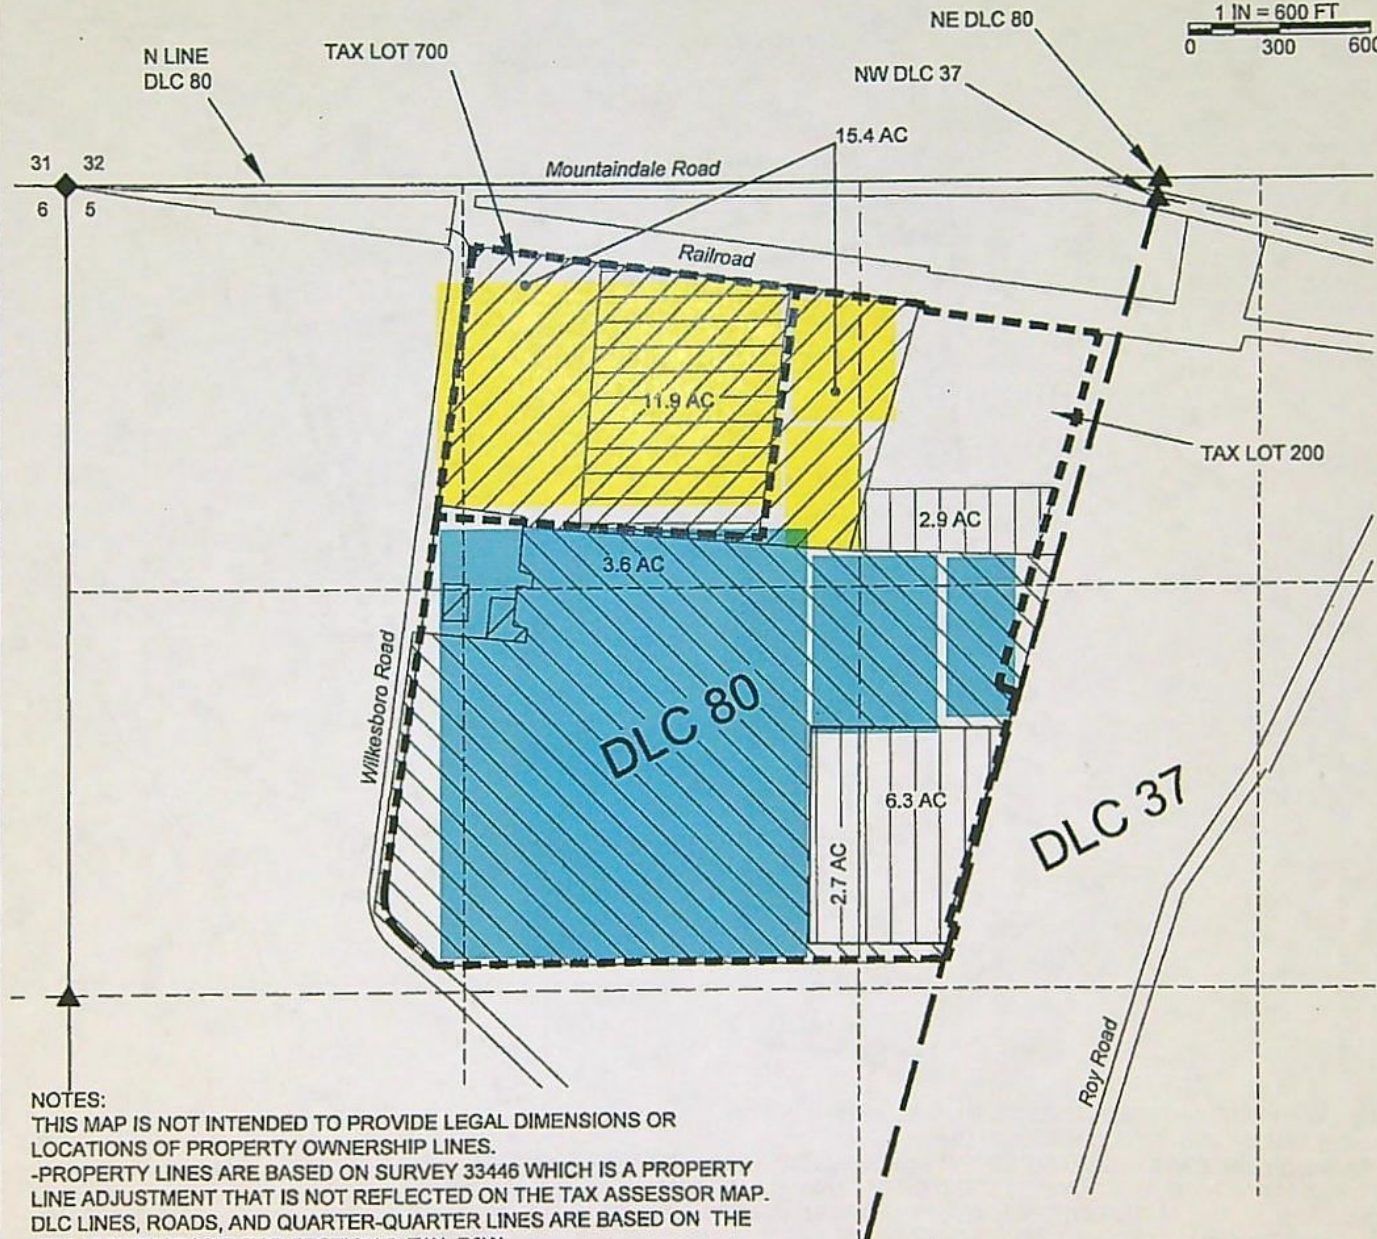 1 IN = 600 FT
0 300 600
NE DLC 80
N LINE
DLC 80
TAX LOT 700
NW DLC 37
15.4 AC
31 32
6 5
Mountaindale Road
Railroad
11.9 AC
TAX LOT 200
2.9 AC
3.6 AC
Wilkesboro Road
DLC 80
6.3 AC
2.7 AC
DLC 37
Roy Road
NOTES:
THIS MAP IS NOT INTENDED TO PROVIDE LEGAL DIMENSIONS OR
LOCATIONS OF PROPERTY OWNERSHIP LINES.
-PROPERTY LINES ARE BASED ON SURVEY 33446 WHICH IS A PROPERTY
LINE ADJUSTMENT THAT IS NOT REFLECTED ON THE TAX ASSESSOR MAP.
DLC LINES, ROADS, AND QUARTER-QUARTER LINES ARE BASED ON THE